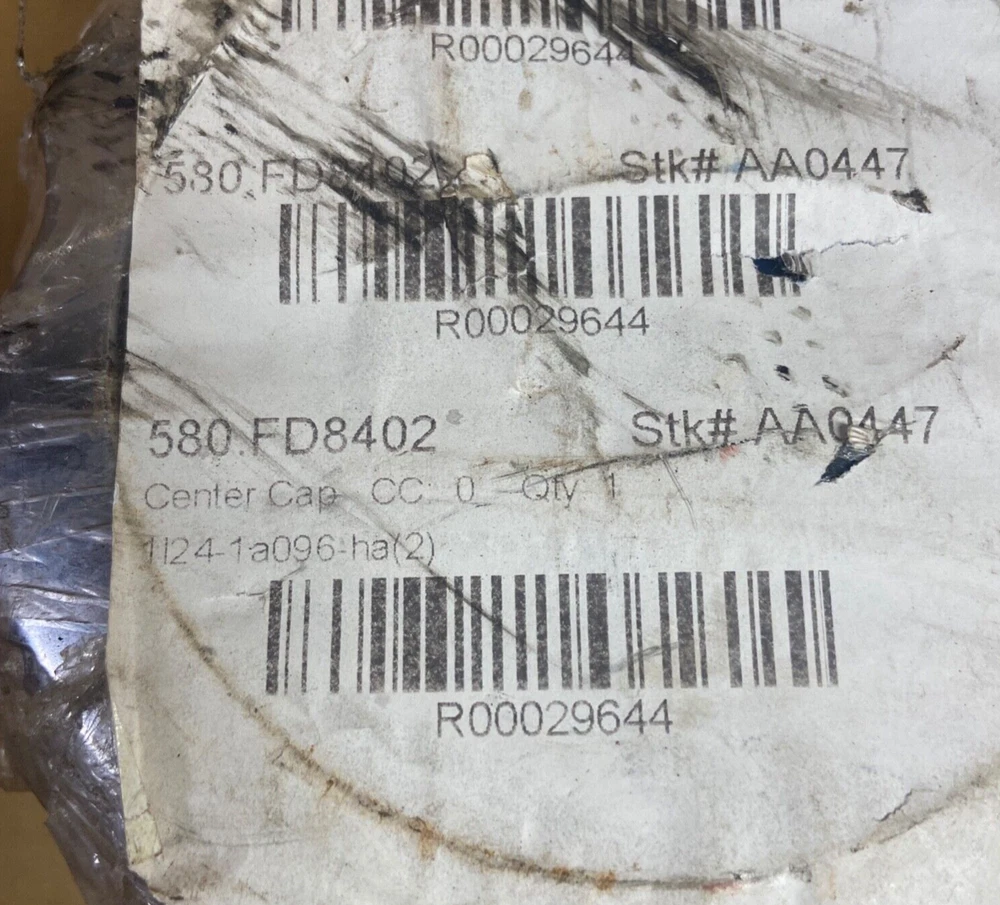 R00029644
580.FD8402 Stk# AA0447
R00029644
580.FD8402 Stk# AA0447
Center Cap CC: 0 Qty 1
1l24-1a096-ha(2)
R00029644